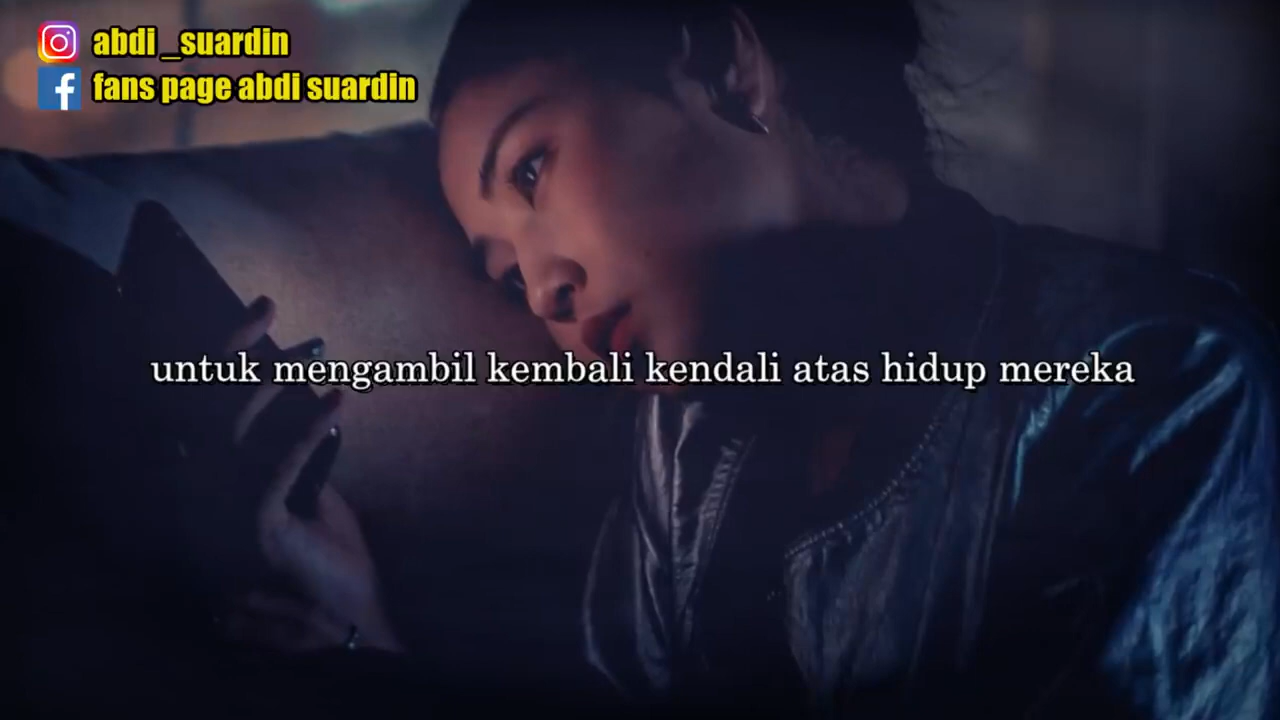 abdi _suardin
fans page abdi suardin
untuk mengambil kembali kendali atas hidup mereka